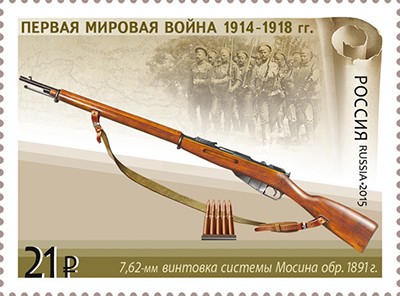 ПЕРВАЯ МИРОВАЯ ВОЙНА 1914-1918 гг.
РОССИЯ RUSSIA•2015
21₽
7,62-мм винтовка системы Мосина обр. 1891 г.